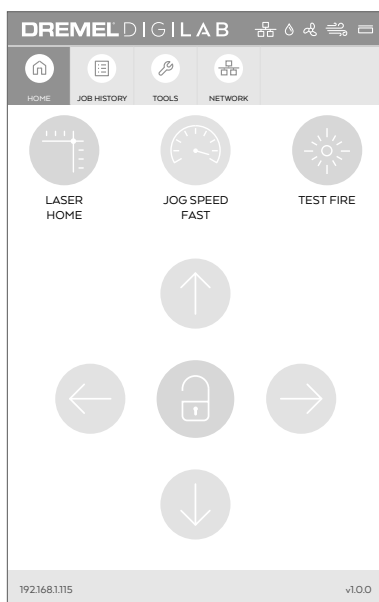 DREMEL DIGILAB
HOME JOB HISTORY TOOLS NETWORK
LASER HOME
JOG SPEED FAST
TEST FIRE
192.168.1.115 v1.0.0